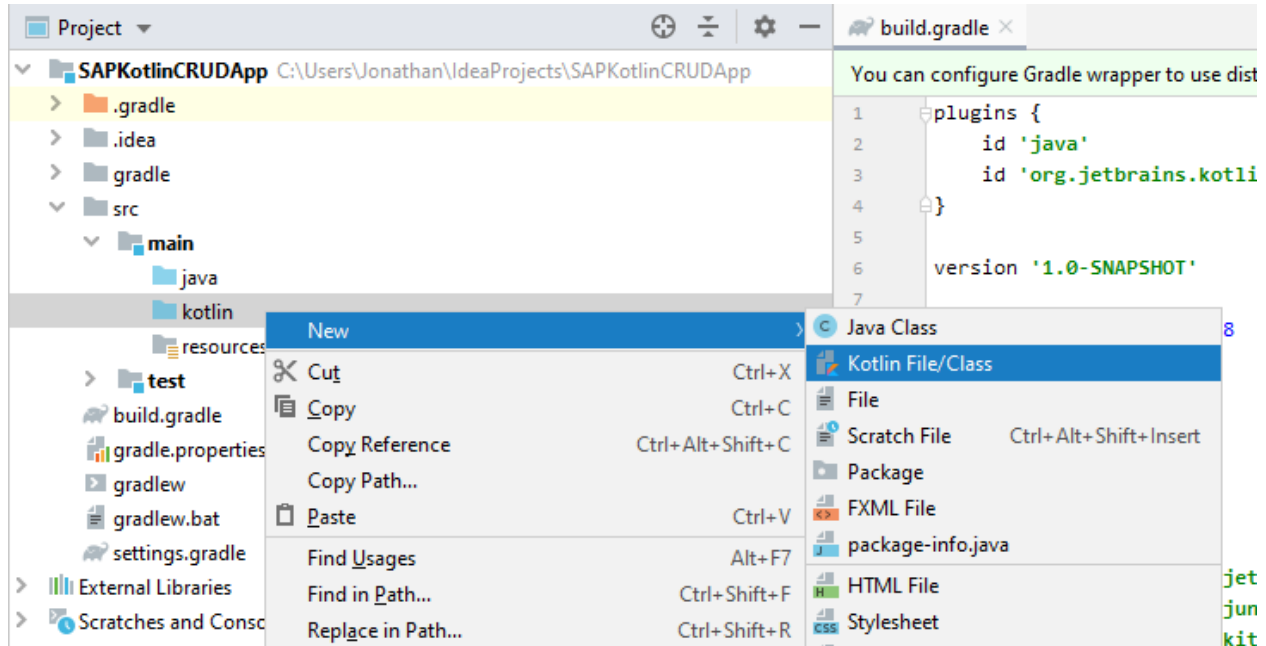 Project
SAPKotlinCRUDApp C:\Users\Jonathan\IdeaProjects\SAPKotlinCRUDApp
.gradle
.idea
gradle
src
main
java
kotlin
resources
test
build.gradle
gradle.properties
gradlew
gradlew.bat
settings.gradle
External Libraries
Scratches and Consc
New
Cut Ctrl+X
Copy Ctrl+C
Copy Reference Ctrl+Alt+Shift+C
Copy Path...
Paste Ctrl+V
Find Usages Alt+F7
Find in Path... Ctrl+Shift+F
Replace in Path... Ctrl+Shift+R
C Java Class
Kotlin File/Class
File
Scratch File Ctrl+Alt+Shift+Insert
Package
<> FXML File
J package-info.java
H HTML File
CSS Stylesheet
build.gradle
You can configure Gradle wrapper to use dist
1 plugins {
2 id 'java'
3 id 'org.jetbrains.kotli
4 }
5
6 version '1.0-SNAPSHOT'
7
8
jet
jun
kit